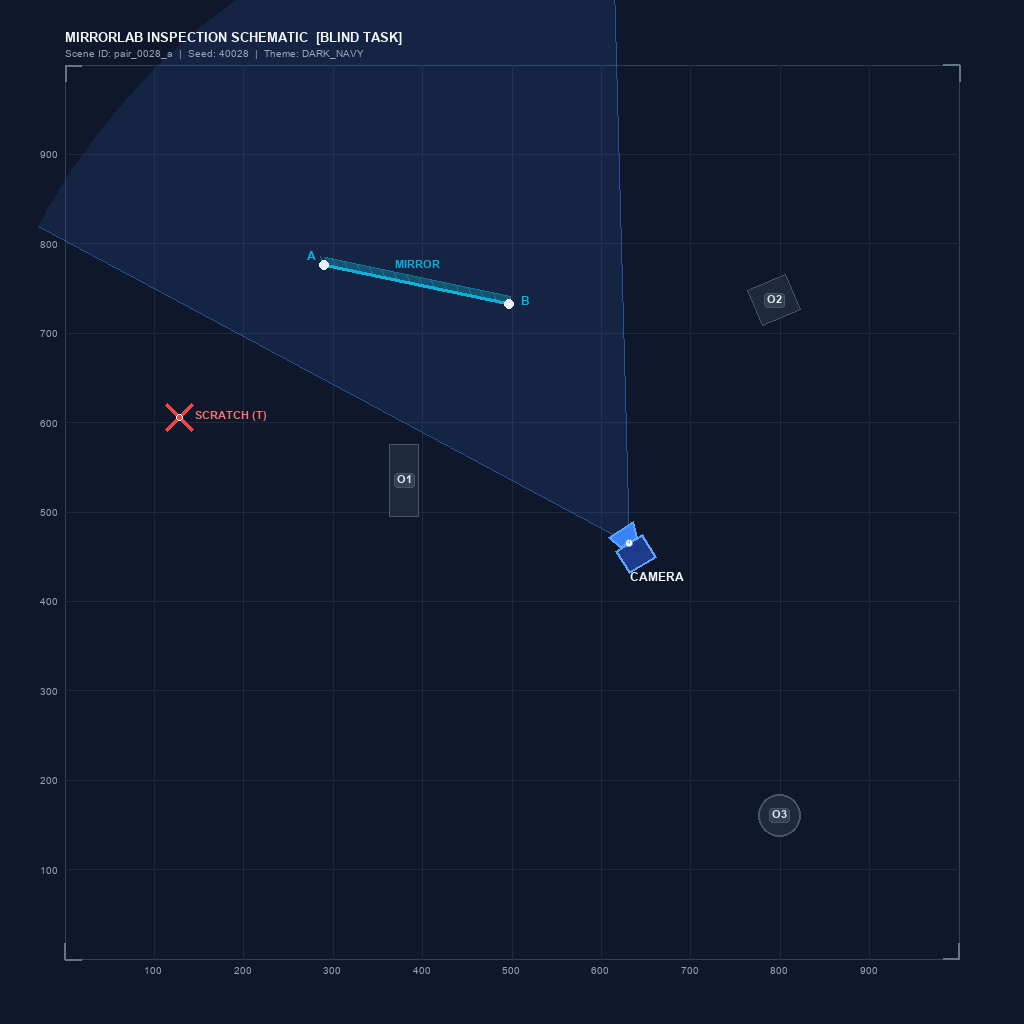 MIRRORLAB INSPECTION SCHEMATIC [BLIND TASK]
Scene ID: pair_0028_a | Seed: 40028 | Theme: DARK_NAVY
900
800
A
MIRROR
B
O2
700
SCRATCH (T)
600
O1
500
CAMERA
400
300
200
O3
100
100 200 300 400 500 600 700 800 900